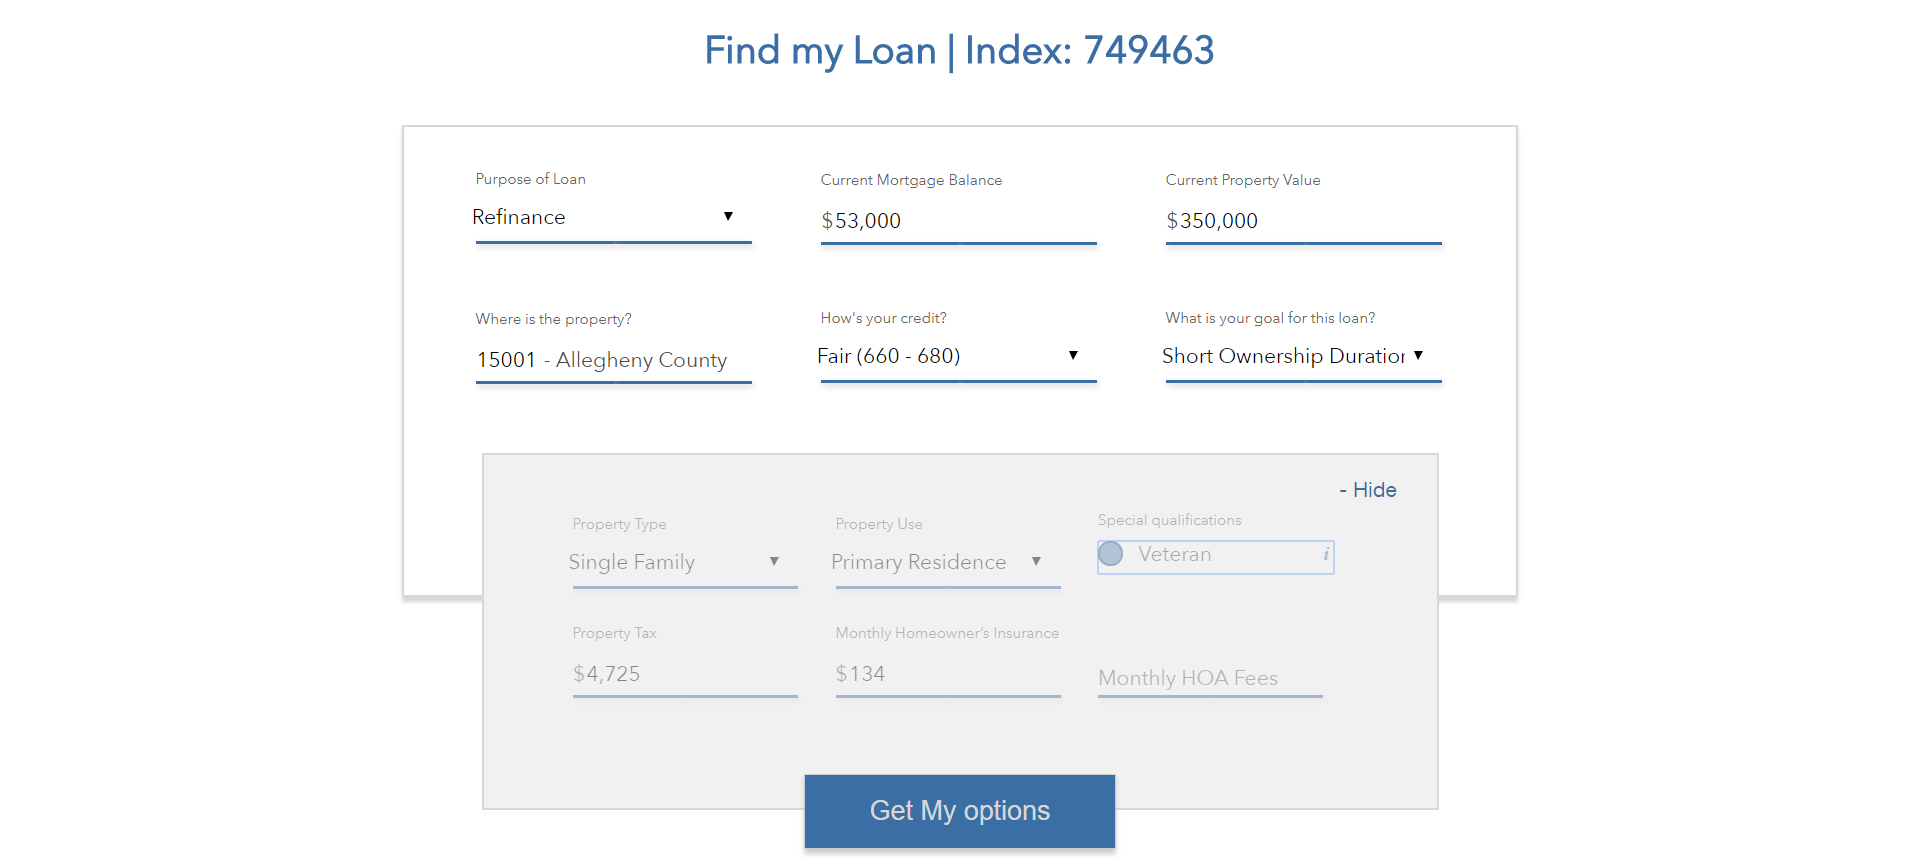 Find my Loan | Index: 749463
Purpose of Loan
Current Mortgage Balance
Current Property Value
Refinance
$53,000
$350,000
Where is the property?
How's your credit?
What is your goal for this loan?
15001 - Allegheny County
Fair (660 - 680)
Short Ownership Duration
- Hide
Property Type
Property Use
Special qualifications
Single Family
Primary Residence
Veteran
i
Property Tax
Monthly Homeowner’s Insurance
$4,725
$134
Monthly HOA Fees
Get My options